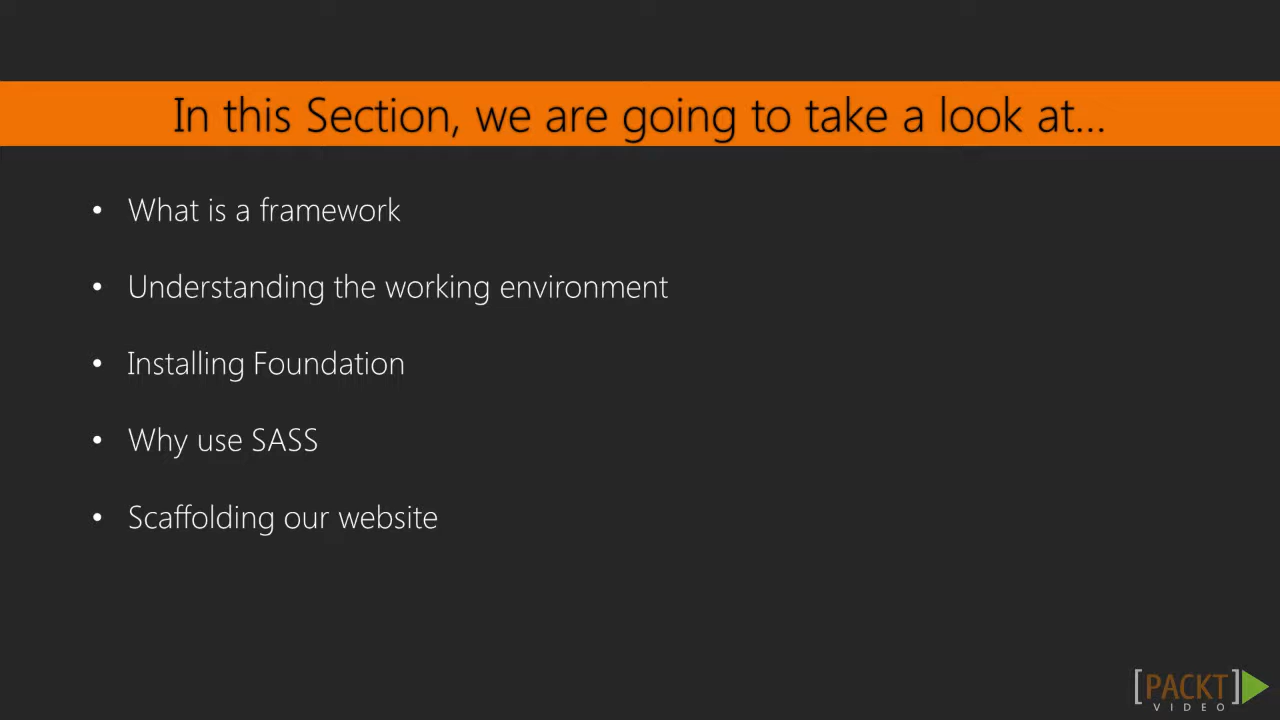 In this Section, we are going to take a look at...
• What is a framework
• Understanding the working environment
• Installing Foundation
• Why use SASS
• Scaffolding our website
[PACKT]
VIDEO